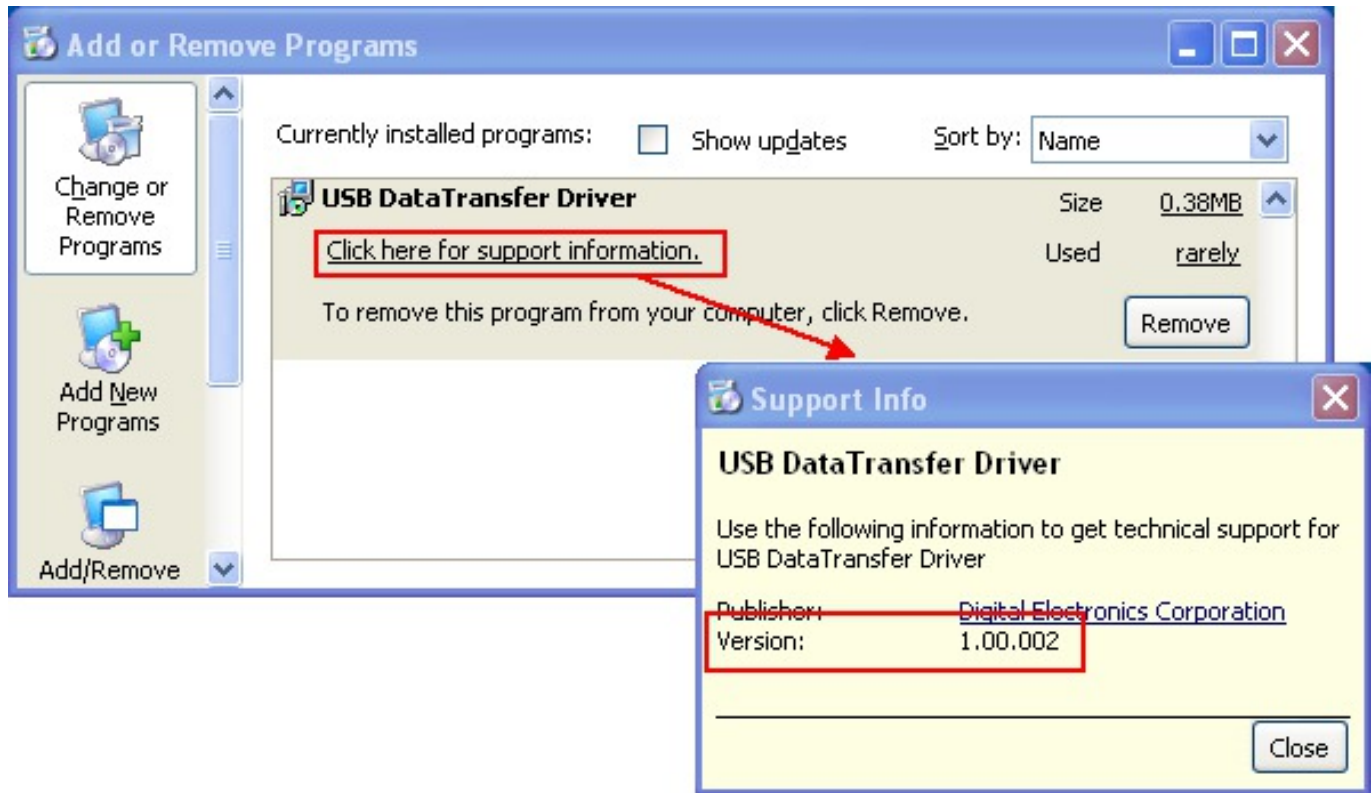 Add or Remove Programs
Change or
Remove
Programs
Add New
Programs
Add/Remove
Currently installed programs: Show updates Sort by: Name
USB DataTransfer Driver Size 0.38MB
Click here for support information. Used rarely
To remove this program from your computer, click Remove. Remove
Support Info
USB DataTransfer Driver
Use the following information to get technical support for
USB DataTransfer Driver
Publisher: Digital Electronics Corporation
Version: 1.00.002
Close